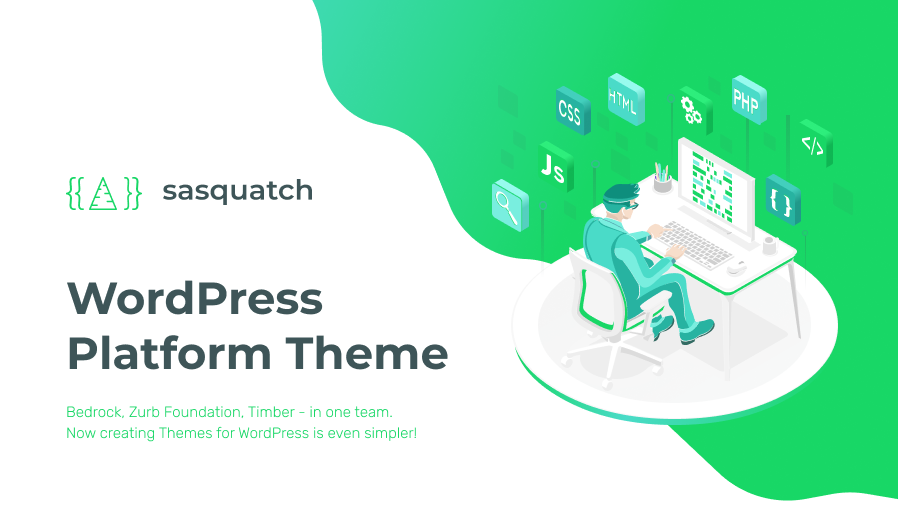 {{ }} sasquatch
WordPress
Platform Theme
Bedrock, Zurb Foundation, Timber - in one team.
Now creating Themes for WordPress is even simpler!
CSS
HTML
PHP
</>
Js
{ }